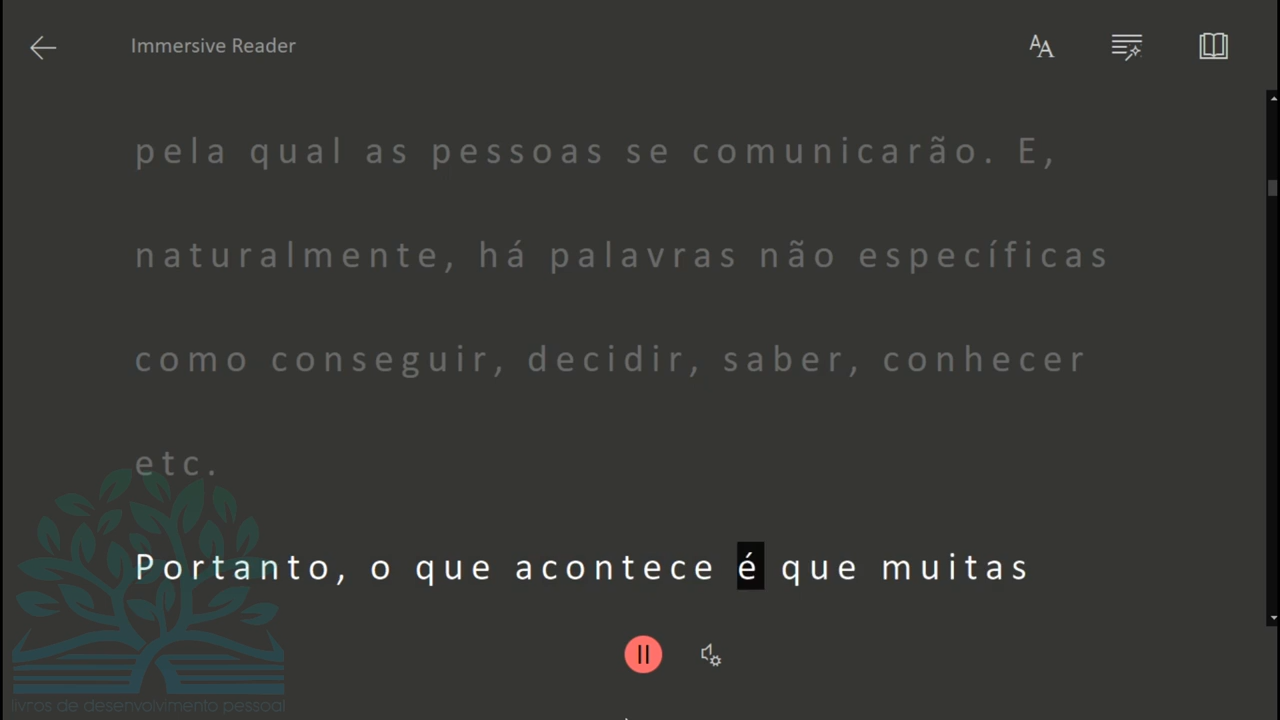 Immersive Reader
pela qual as pessoas se comunicarão. E,
naturalmente, há palavras não específicas
como conseguir, decidir, saber, conhecer
etc.
Portanto, o que acontece é que muitas
livros de desenvolvimento pessoal